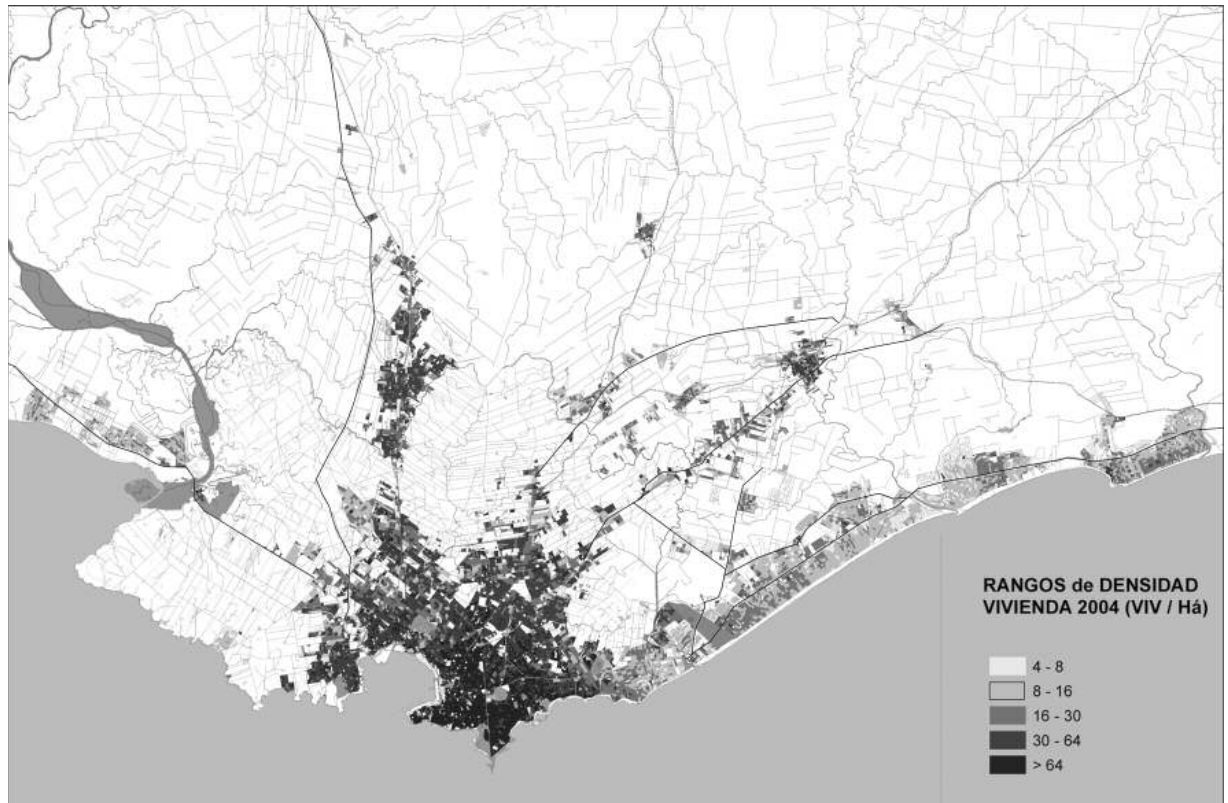 RANGOS de DENSIDAD
VIVIENDA 2004 (VIV / Há)
4 - 8
8 - 16
16 - 30
30 - 64
> 64